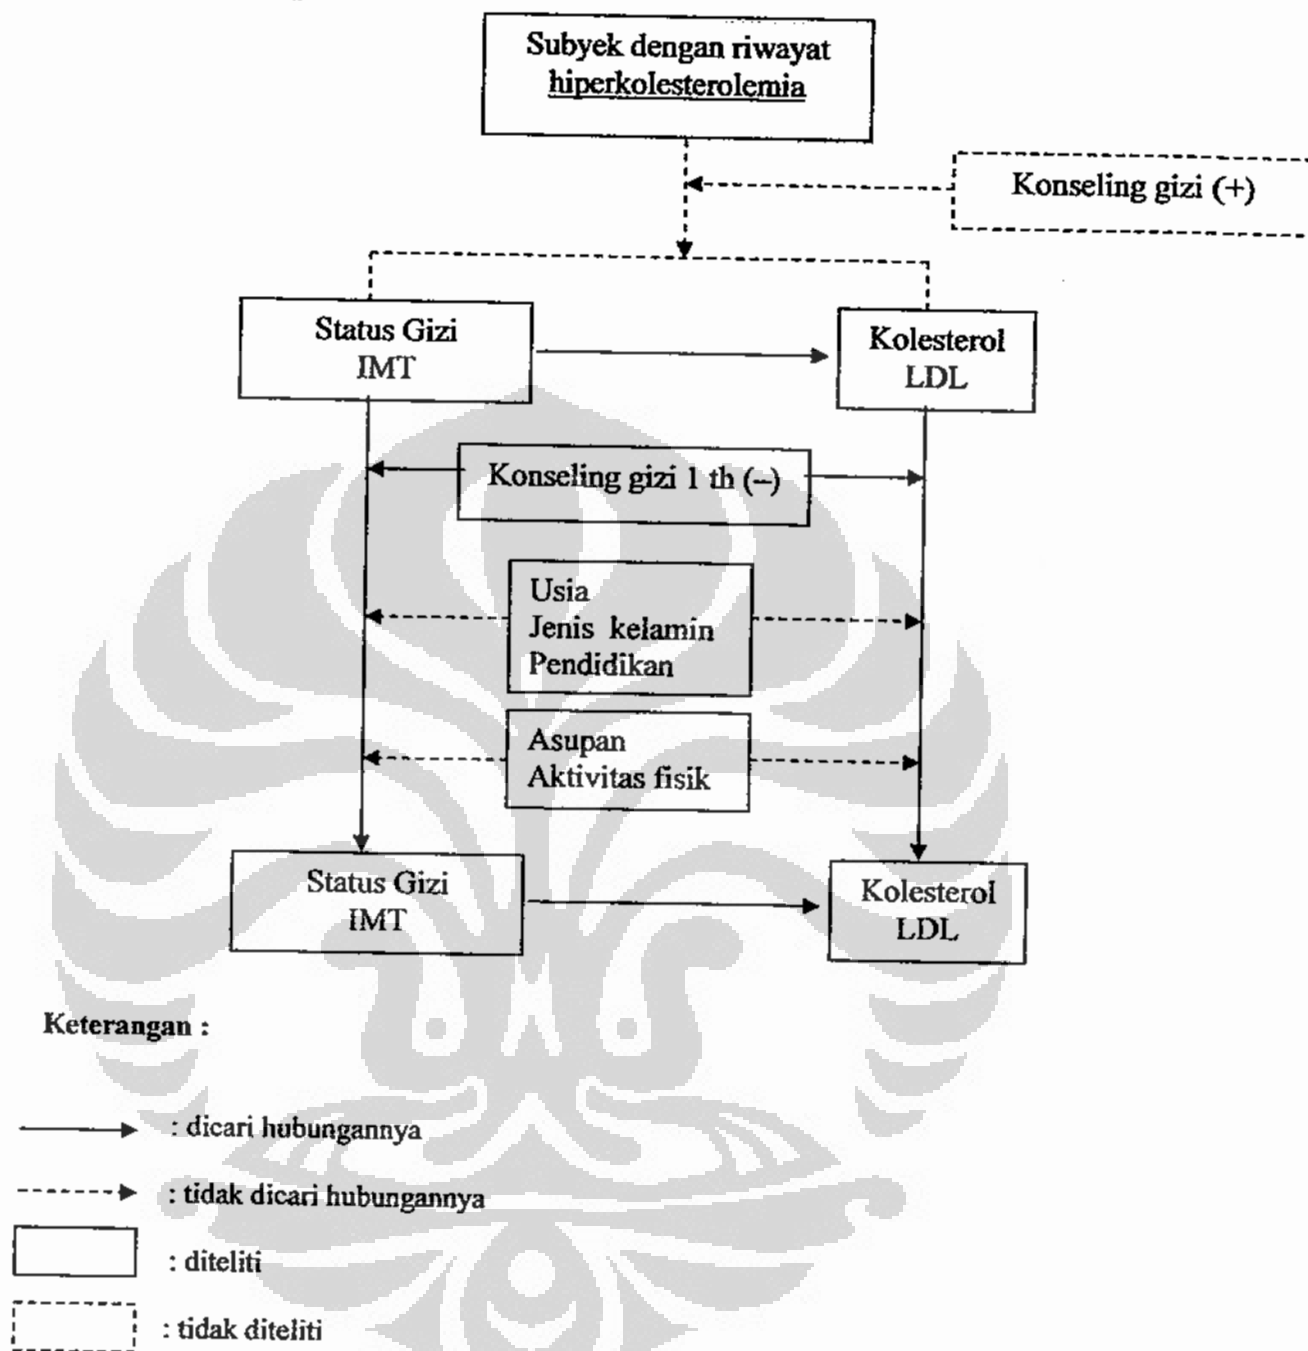 Subyek dengan riwayat
hiperkolesterolemia
Konseling gizi (+)
Status Gizi
IMT
Kolesterol
LDL
Konseling gizi 1 th (–)
Usia
Jenis kelamin
Pendidikan
Asupan
Aktivitas fisik
Status Gizi
IMT
Kolesterol
LDL
Keterangan :
: dicari hubungannya
: tidak dicari hubungannya
: diteliti
: tidak diteliti